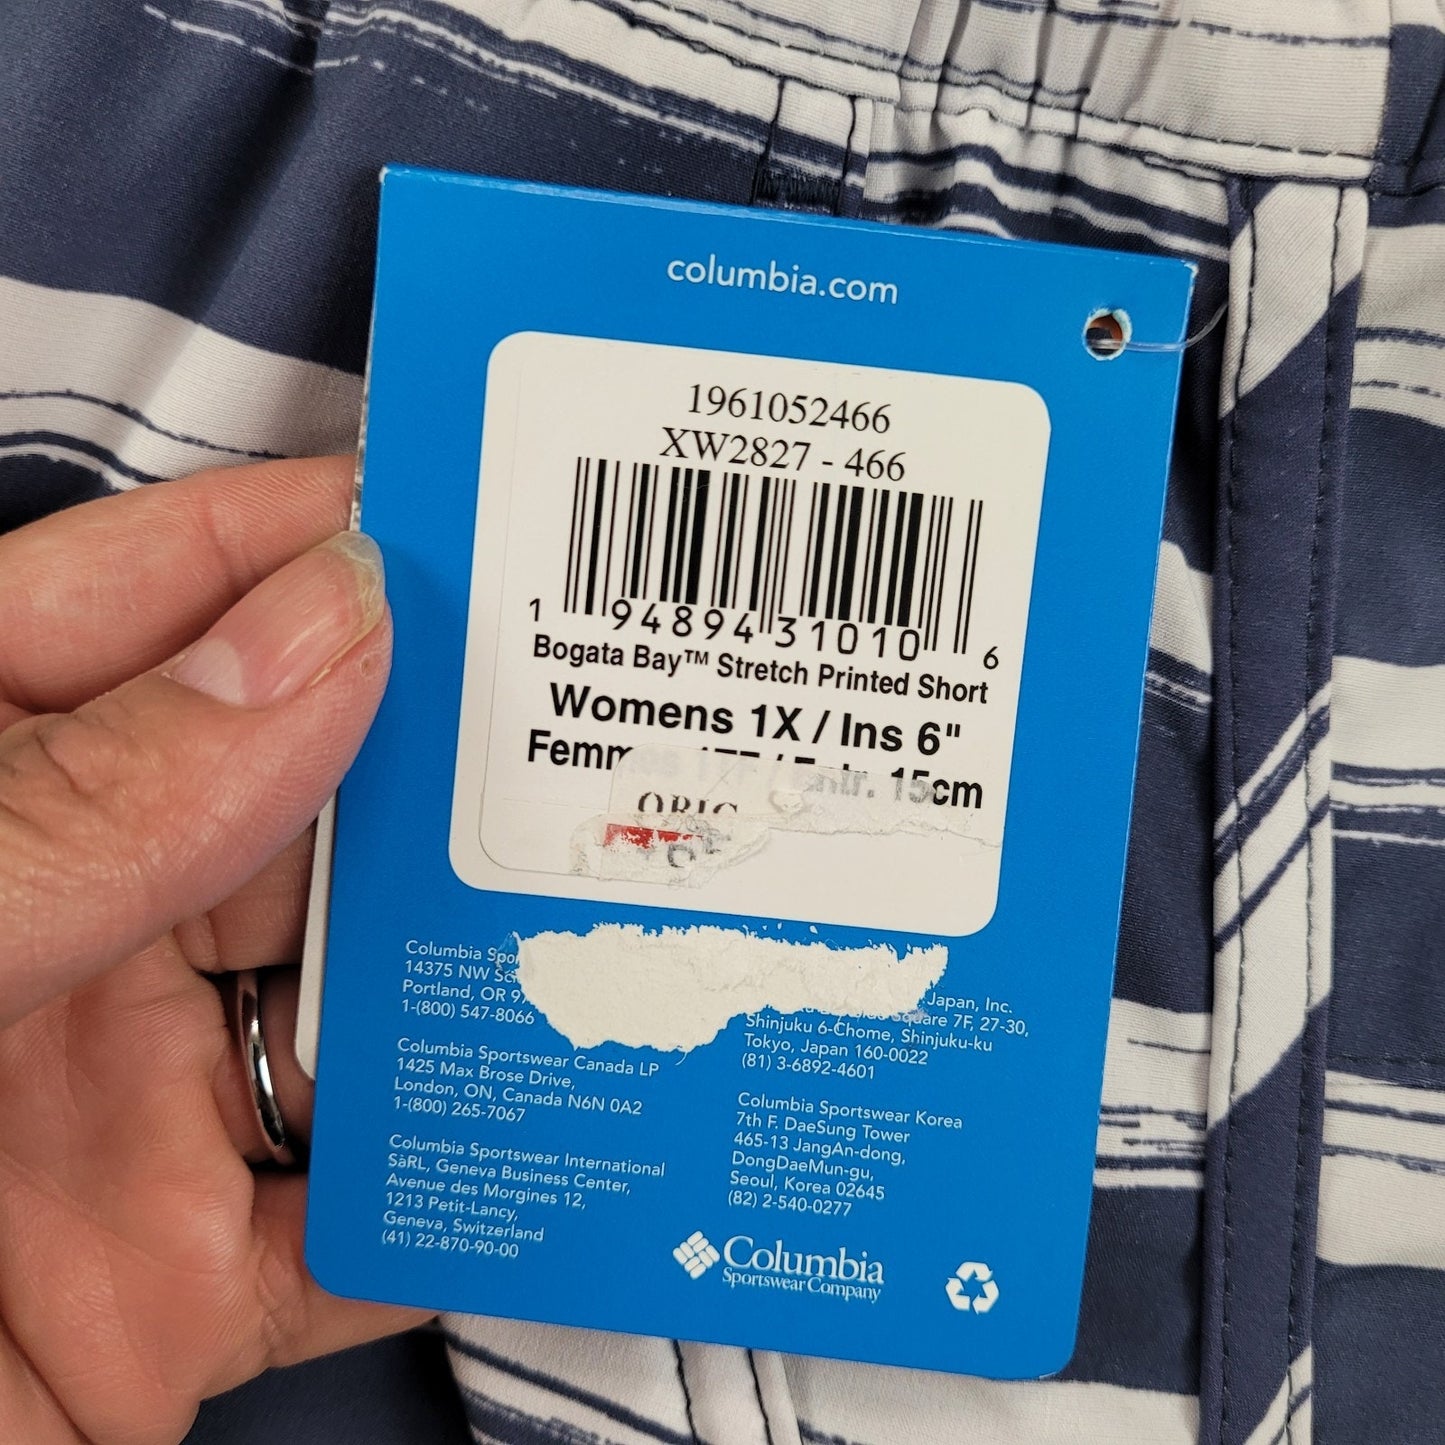 columbia.com
1961052466
XW2827 - 466
1 94894 31010 6
Bogata Bay™ Stretch Printed Short
Womens 1X / Ins 6"
15cm
Columbia
14375 NW
Portland, OR
1-(800) 547-8066
Columbia Sportswear Canada LP
1425 Max Brose Drive,
London, ON, Canada N6N 0A2
1-(800) 265-7067
Columbia Sportswear International
SàRL, Geneva Business Center,
Avenue des Morgines 12,
1213 Petit-Lancy,
Geneva, Switzerland
(41) 22-870-90-00
Japan, Inc.
Square 7F, 27-30,
Shinjuku 6-Chome, Shinjuku-ku
Tokyo, Japan 160-0022
(81) 3-6892-4601
Columbia Sportswear Korea
7th F. DaeSung Tower
465-13 JangAn-dong,
DongDaeMun-gu,
Seoul, Korea 02645
(82) 2-540-0277
Columbia
Sportswear Company